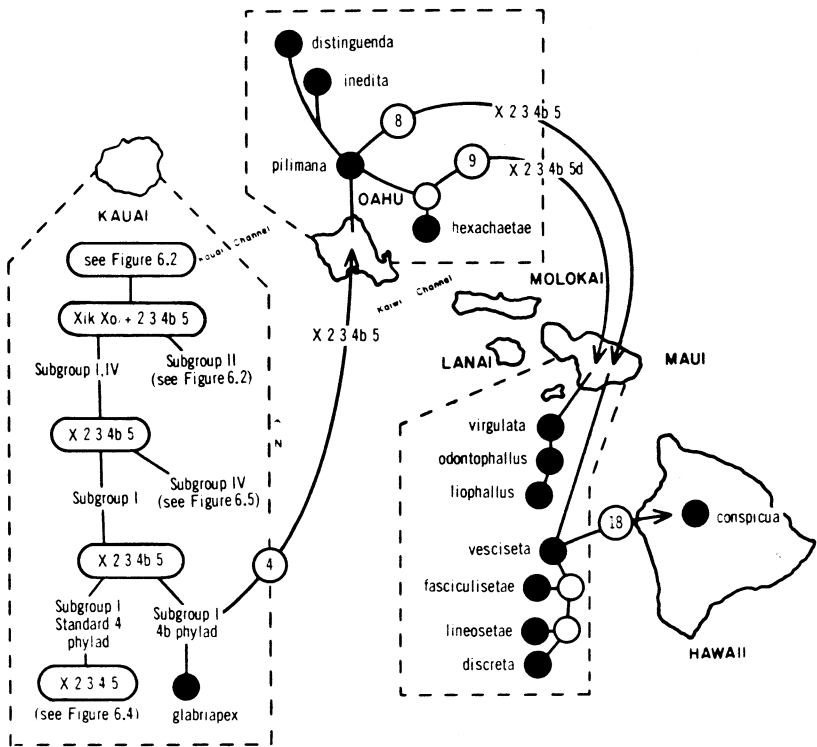 distinguenda
inedita
8
X 2 3 4b 5
pilimana
9
X 2 3 4b 5d
OAHU
hexachaetae
KAUAI
Kauai Channel
see Figure 6.2
Kaiwi Channel
MOLOKAI
Xik Xo + 2 3 4b 5
X 2 3 4b 5
Subgroup I,IV
Subgroup II
(see Figure 6.2)
LANAI
MAUI
X 2 3 4b 5
N
virgulata
odontophallus
liophallus
Subgroup I
Subgroup IV
(see Figure 6.5)
18
conspicua
X 2 3 4b 5
4
vesciseta
fasciculisetae
Subgroup I
Standard 4
phylad
Subgroup I
4b phylad
lineosetae
discreta
HAWAII
X 2 3 4 5
(see Figure 6.4)
glabriapex